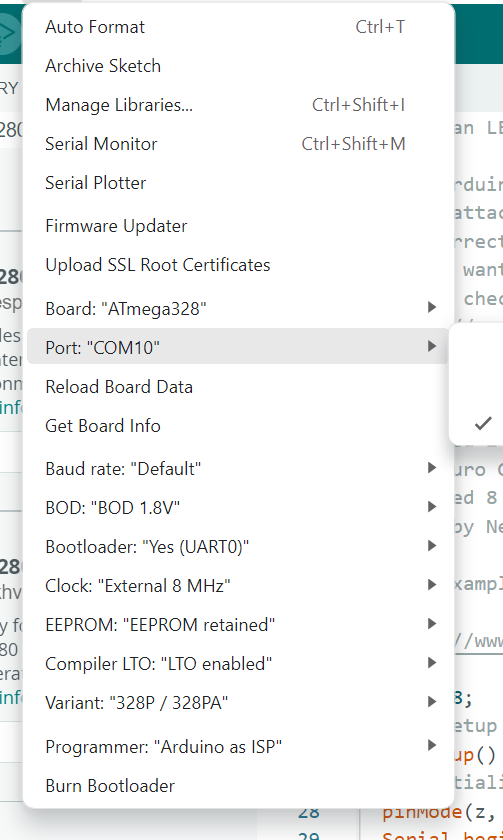 Auto Format Ctrl+T
Archive Sketch
Manage Libraries... Ctrl+Shift+I
Serial Monitor Ctrl+Shift+M
Serial Plotter
Firmware Updater
Upload SSL Root Certificates
Board: "ATmega328"
Port: "COM10"
Reload Board Data
Get Board Info
Baud rate: "Default"
BOD: "BOD 1.8V"
Bootloader: "Yes (UART0)"
Clock: "External 8 MHz"
EEPROM: "EEPROM retained"
Compiler LTO: "LTO enabled"
Variant: "328P / 328PA"
Programmer: "Arduino as ISP"
Burn Bootloader
28 pinMode(z,
29